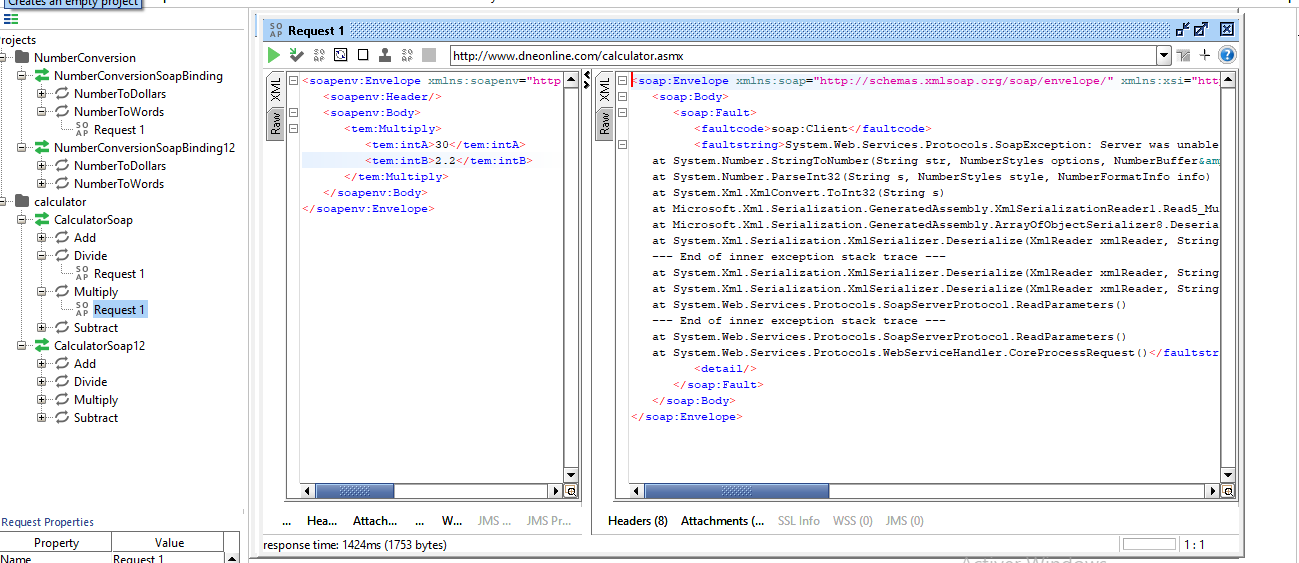 Creates an empty project
rojects
NumberConversion
NumberConversionSoapBinding
NumberToDollars
NumberToWords
SO AP Request 1
NumberConversionSoapBinding12
NumberToDollars
NumberToWords
calculator
CalculatorSoap
Add
Divide
SO AP Request 1
Multiply
SO AP Request 1
Subtract
CalculatorSoap12
Add
Divide
Multiply
Subtract
Request Properties
Property Value
Name Request 1
SO AP Request 1
http://www.dneonline.com/calculator.asmx
XML
Raw
<soapenv:Envelope xmlns:soapenv="http
<soapenv:Header/>
<soapenv:Body>
<tem:Multiply>
<tem:intA>30</tem:intA>
<tem:intB>2.2</tem:intB>
</tem:Multiply>
</soapenv:Body>
</soapenv:Envelope>
... Hea... Attach... ... W... JMS ... JMS Pr...
XML
Raw
<soap:Envelope xmlns:soap="http://schemas.xmlsoap.org/soap/envelope/" xmlns:xsi="htt
<soap:Body>
<soap:Fault>
<faultcode>soap:Client</faultcode>
<faultstring>System.Web.Services.Protocols.SoapException: Server was unable
at System.Number.StringToNumber(String str, NumberStyles options, NumberBuffer&am
at System.Number.ParseInt32(String s, NumberStyles style, NumberFormatInfo info)
at System.Xml.XmlConvert.ToInt32(String s)
at Microsoft.Xml.Serialization.GeneratedAssembly.XmlSerializationReader1.Read5_Mu
at Microsoft.Xml.Serialization.GeneratedAssembly.ArrayOfObjectSerializer8.Deseria
at System.Xml.Serialization.XmlSerializer.Deserialize(XmlReader xmlReader, String
--- End of inner exception stack trace ---
at System.Xml.Serialization.XmlSerializer.Deserialize(XmlReader xmlReader, String
at System.Xml.Serialization.XmlSerializer.Deserialize(XmlReader xmlReader, String
at System.Web.Services.Protocols.SoapServerProtocol.ReadParameters()
--- End of inner exception stack trace ---
at System.Web.Services.Protocols.SoapServerProtocol.ReadParameters()
at System.Web.Services.Protocols.WebServiceHandler.CoreProcessRequest()</faultstr
<detail/>
</soap:Fault>
</soap:Body>
</soap:Envelope>
Headers (8) Attachments (... SSL Info WSS (0) JMS (0)
response time: 1424ms (1753 bytes)
1 : 1
Activer Windows